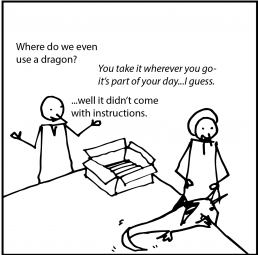 Where do we even
use a dragon?
You take it wherever you go-
it's part of your day...I guess.
...well it didn't come
with instructions.